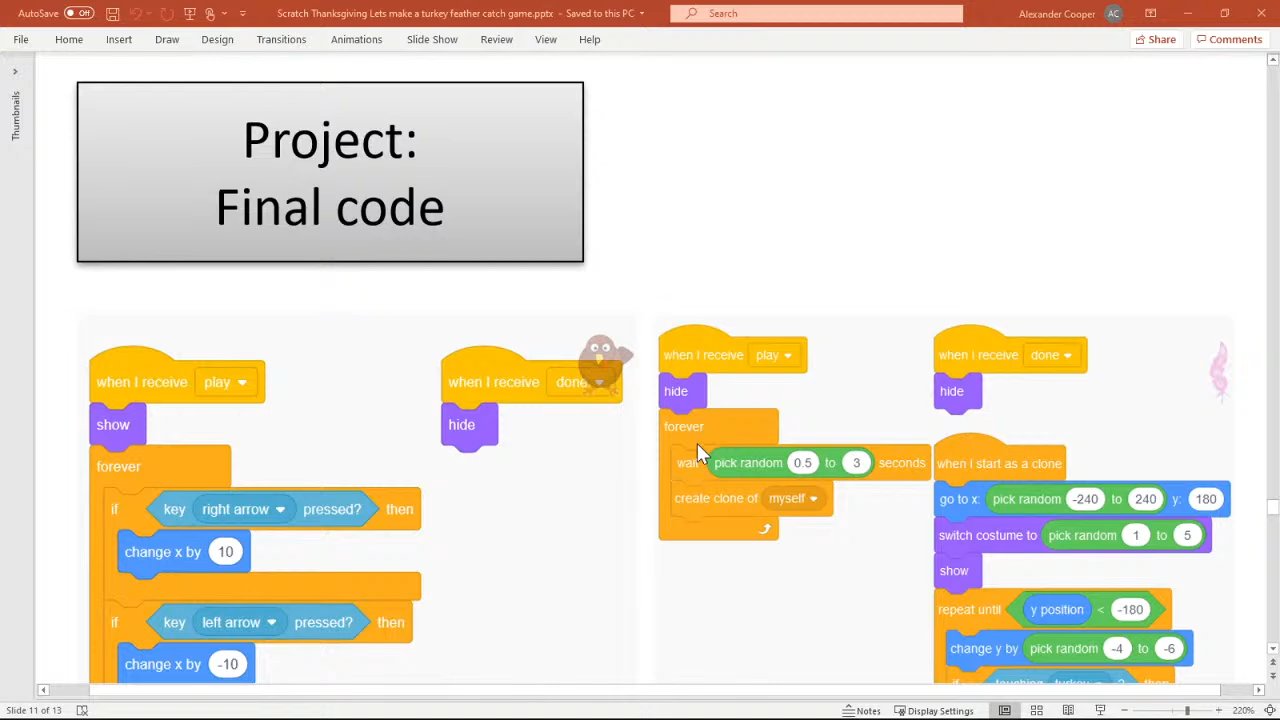 AutoSave Off
Scratch Thanksgiving Lets make a turkey feather catch game.pptx - Saved to this PC
Search
Alexander Cooper AC
File Home Insert Draw Design Transitions Animations Slide Show Review View Help
Share Comments
Thumbnails
Project:
Final code
when I receive play
show
forever
if key right arrow pressed? then
change x by 10
if key left arrow pressed? then
change x by -10
when I receive done
hide
when I receive play
hide
forever
wait pick random 0.5 to 3 seconds
create clone of myself
when I receive done
hide
when I start as a clone
go to x: pick random -240 to 240 y: 180
switch costume to pick random 1 to 5
show
repeat until y position < -180
change y by pick random -4 to -6
if touching turkey ? then
Slide 11 of 13
Notes Display Settings 220%